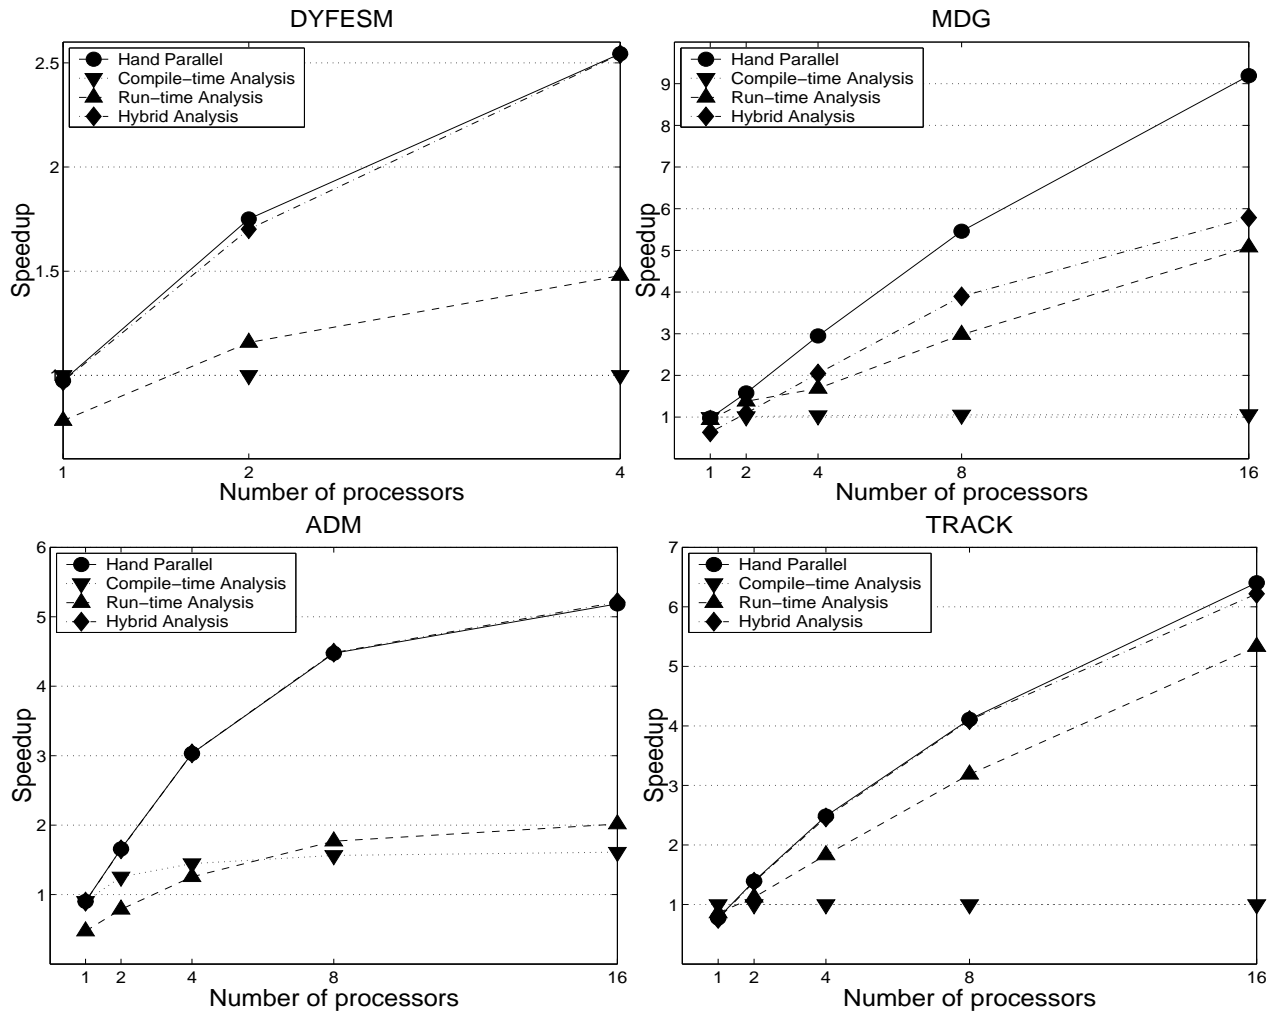 DYFESM
Hand Parallel
Compile−time Analysis
Run−time Analysis
Hybrid Analysis
2.5
2
1.5
1
Speedup
1 2 4
Number of processors
MDG
Hand Parallel
Compile−time Analysis
Run−time Analysis
Hybrid Analysis
9
8
7
6
5
4
3
2
1
Speedup
1 2 4 8 16
Number of processors
ADM
Hand Parallel
Compile−time Analysis
Run−time Analysis
Hybrid Analysis
6
5
4
3
2
1
Speedup
1 2 4 8 16
Number of processors
TRACK
Hand Parallel
Compile−time Analysis
Run−time Analysis
Hybrid Analysis
7
6
5
4
3
2
1
Speedup
1 2 4 8 16
Number of processors